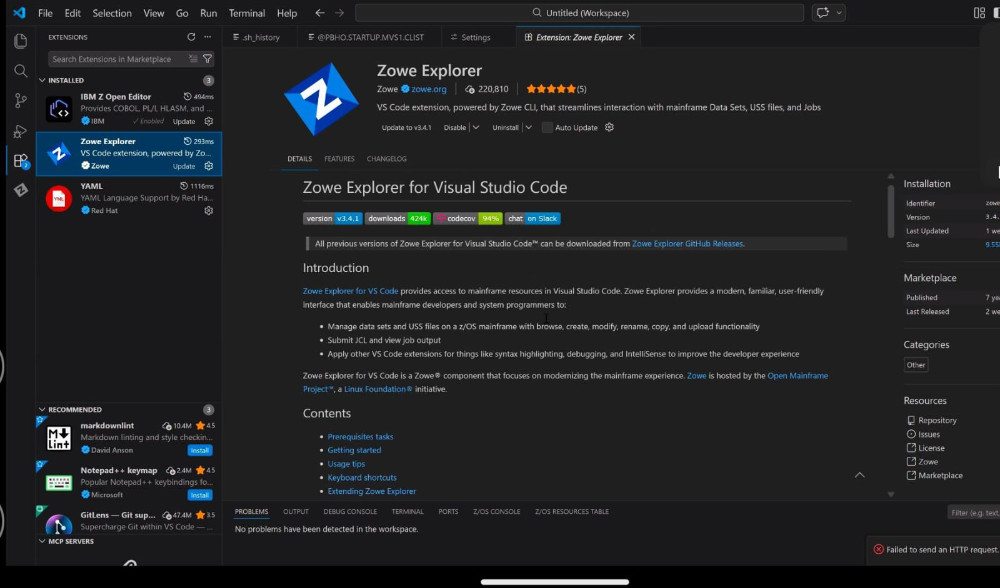 File Edit Selection View Go Run Terminal Help
Untitled (Workspace)
EXTENSIONS
Search Extensions in Marketplace
INSTALLED 3
IBM Z Open Editor 494ms
Provides COBOL, PL/I, HLASM, and ...
IBM ✓ Enabled Update
Zowe Explorer 293ms
VS Code extension, powered by Zo...
Zowe Update
YAML 1116ms
YAML Language Support by Red Ha...
Red Hat
2
RECOMMENDED 3
markdownlint 10.4M 4.5
Markdown linting and style checkin...
David Anson Install
Notepad++ keymap 2.4M 4.5
Popular Notepad++ keybindings fo...
Microsoft Install
GitLens — Git sup... 47.4M 3.5
Supercharge Git within VS Code — ...
MCP SERVERS
.sh_history @PBHO.STARTUP.MVS1.CLIST Settings Extension: Zowe Explorer
Zowe Explorer
Zowe zowe.org 220,810 (5)
VS Code extension, powered by Zowe CLI, that streamlines interaction with mainframe Data Sets, USS files, and Jobs
Update to v3.4.1 Disable Uninstall Auto Update
DETAILS FEATURES CHANGELOG
Zowe Explorer for Visual Studio Code
version v3.4.1 downloads 424k codecov 94% chat on Slack
All previous versions of Zowe Explorer for Visual Studio Code™ can be downloaded from Zowe Explorer GitHub Releases.
Introduction
Zowe Explorer for VS Code provides access to mainframe resources in Visual Studio Code. Zowe Explorer provides a modern, familiar, user-friendly
interface that enables mainframe developers and system programmers to:
• Manage data sets and USS files on a z/OS mainframe with browse, create, modify, rename, copy, and upload functionality
• Submit JCL and view job output
• Apply other VS Code extensions for things like syntax highlighting, debugging, and IntelliSense to improve the developer experience
Zowe Explorer for VS Code is a Zowe® component that focuses on modernizing the mainframe experience. Zowe is hosted by the Open Mainframe
Project™, a Linux Foundation® initiative.
Contents
• Prerequisites tasks
• Getting started
• Usage tips
• Keyboard shortcuts
• Extending Zowe Explorer
Installation
Identifier zowe
Version 3.4.
Last Updated 1 we
Size 9.55
Marketplace
Published 7 ye
Last Released 2 we
Categories
Other
Resources
Repository
Issues
License
Zowe
Marketplace
PROBLEMS OUTPUT DEBUG CONSOLE TERMINAL PORTS Z/OS CONSOLE Z/OS RESOURCES TABLE
Filter (e.g. text,
No problems have been detected in the workspace.
Failed to send an HTTP request.